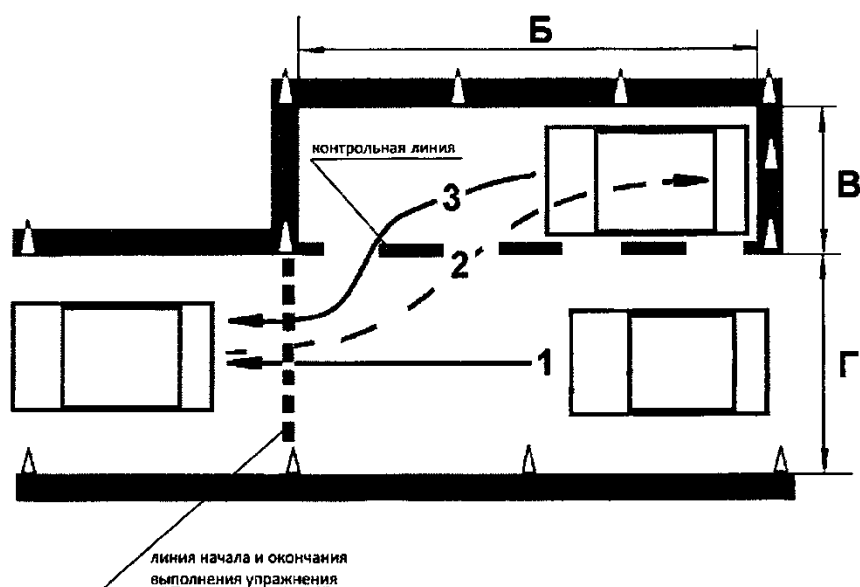 Б
контрольная линия
В
3
2
1
Г
линия начала и окончания
выполнения упражнения